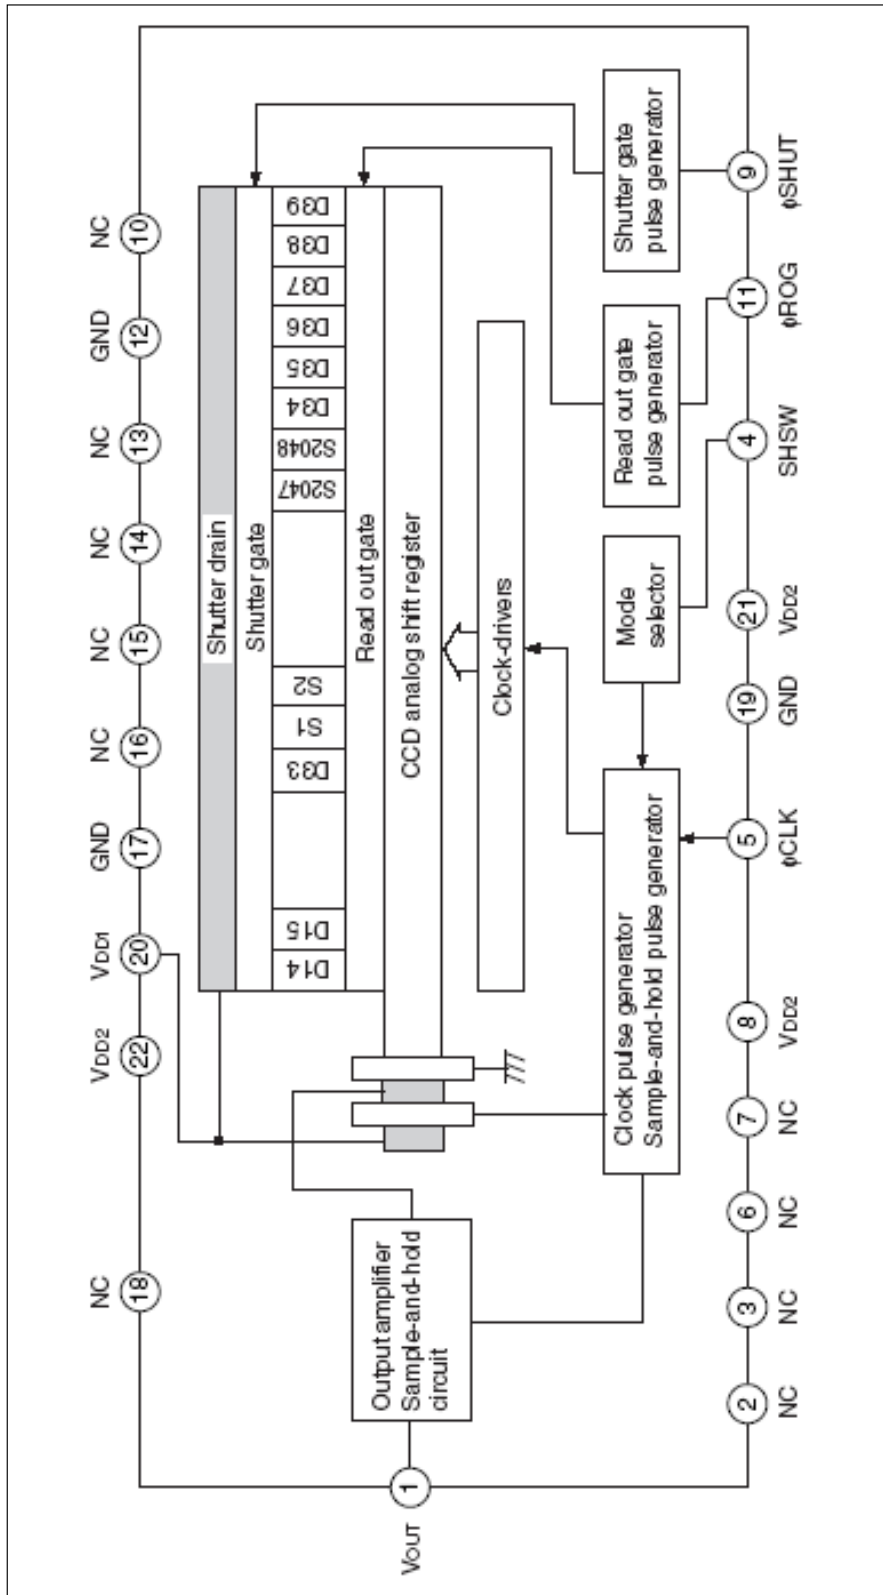 NC
18
VDD2
22
VDD1
20
GND
17
NC
16
NC
15
NC
14
NC
13
GND
12
NC
10
Shutter drain
Shutter gate
D14
D15
D33
S1
S2
S2047
S2048
D34
D35
D36
D37
D38
D39
Read out gate
CCD analog shift register
Clock-drivers
Output amplifier
Sample-and-hold
circuit
VOUT
1
Clock pulse generator
Sample-and-hold pulse generator
Mode
selector
Read out gate
pulse generator
Shutter gate
pulse generator
2
NC
3
NC
6
NC
7
NC
8
VDD2
5
ϕCLK
19
GND
21
VDD2
4
SHSW
11
ϕROG
9
ϕSHUT